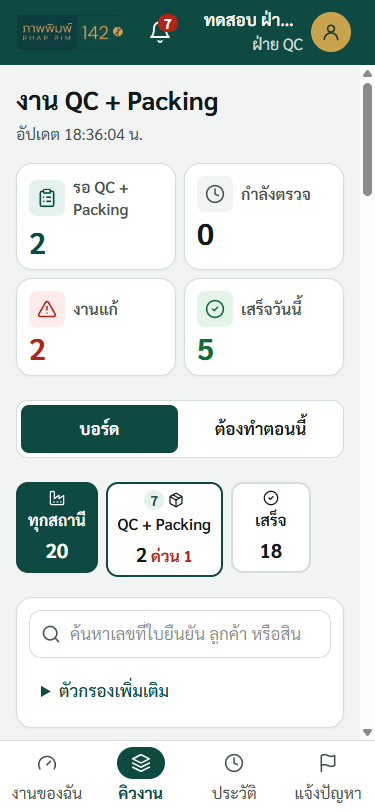 ภาพพิมพ์
PHAP PIM
142
7
ทดสอบ ฝ่า...
ฝ่าย QC
งาน QC + Packing
อัปเดต 18:36:04 น.
รอ QC +
Packing
2
กำลังตรวจ
0
งานแก้
2
เสร็จวันนี้
5
บอร์ด
ต้องทำตอนนี้
ทุกสถานี
20
7
QC + Packing
2 ด่วน 1
เสร็จ
18
ค้นหาเลขที่ใบยืนยัน ลูกค้า หรือสิน
ตัวกรองเพิ่มเติม
งานของฉัน
คิวงาน
ประวัติ
แจ้งปัญหา